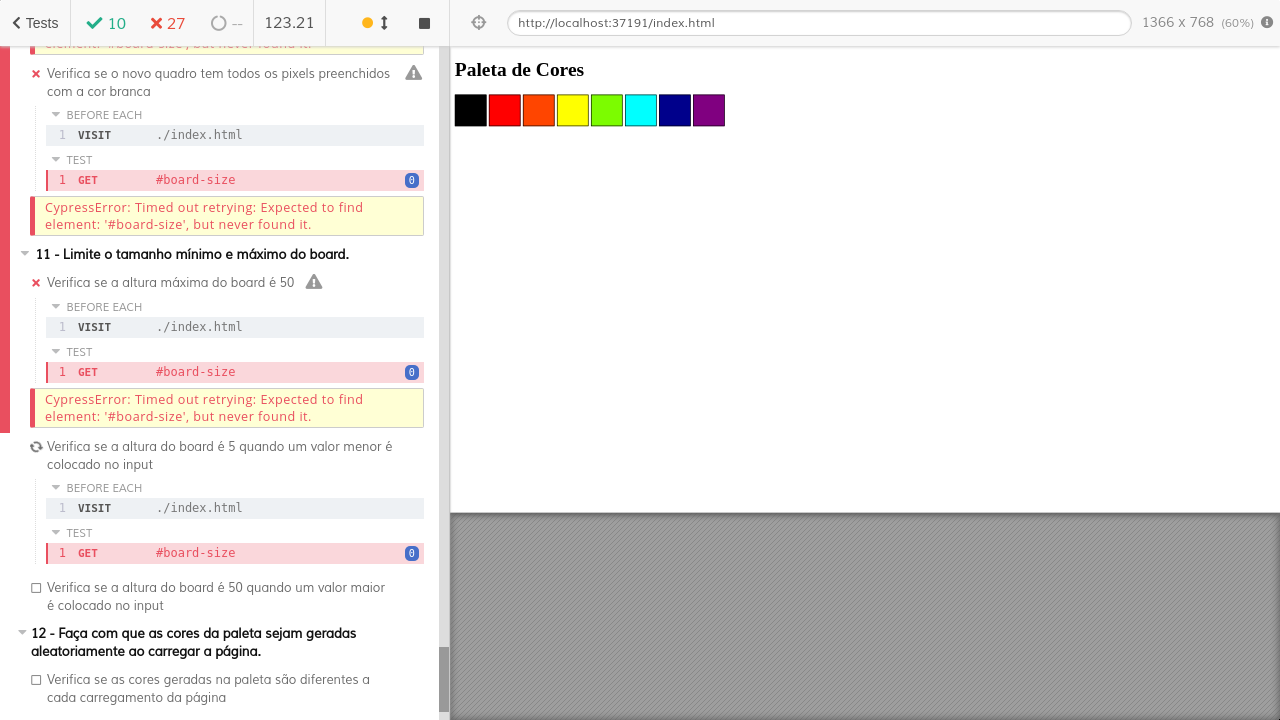 Tests
10
27
--
123.21
http://localhost:37191/index.html
1366 x 768 (60%)
element: '#board-size', but never found it.
Verifica se o novo quadro tem todos os pixels preenchidos
com a cor branca
BEFORE EACH
1 VISIT ./index.html
TEST
1 GET #board-size 0
CypressError: Timed out retrying: Expected to find
element: '#board-size', but never found it.
11 - Limite o tamanho mínimo e máximo do board.
Verifica se a altura máxima do board é 50
BEFORE EACH
1 VISIT ./index.html
TEST
1 GET #board-size 0
CypressError: Timed out retrying: Expected to find
element: '#board-size', but never found it.
Verifica se a altura do board é 5 quando um valor menor é
colocado no input
BEFORE EACH
1 VISIT ./index.html
TEST
1 GET #board-size 0
Verifica se a altura do board é 50 quando um valor maior
é colocado no input
12 - Faça com que as cores da paleta sejam geradas
aleatoriamente ao carregar a página.
Verifica se as cores geradas na paleta são diferentes a
cada carregamento da página
Paleta de Cores